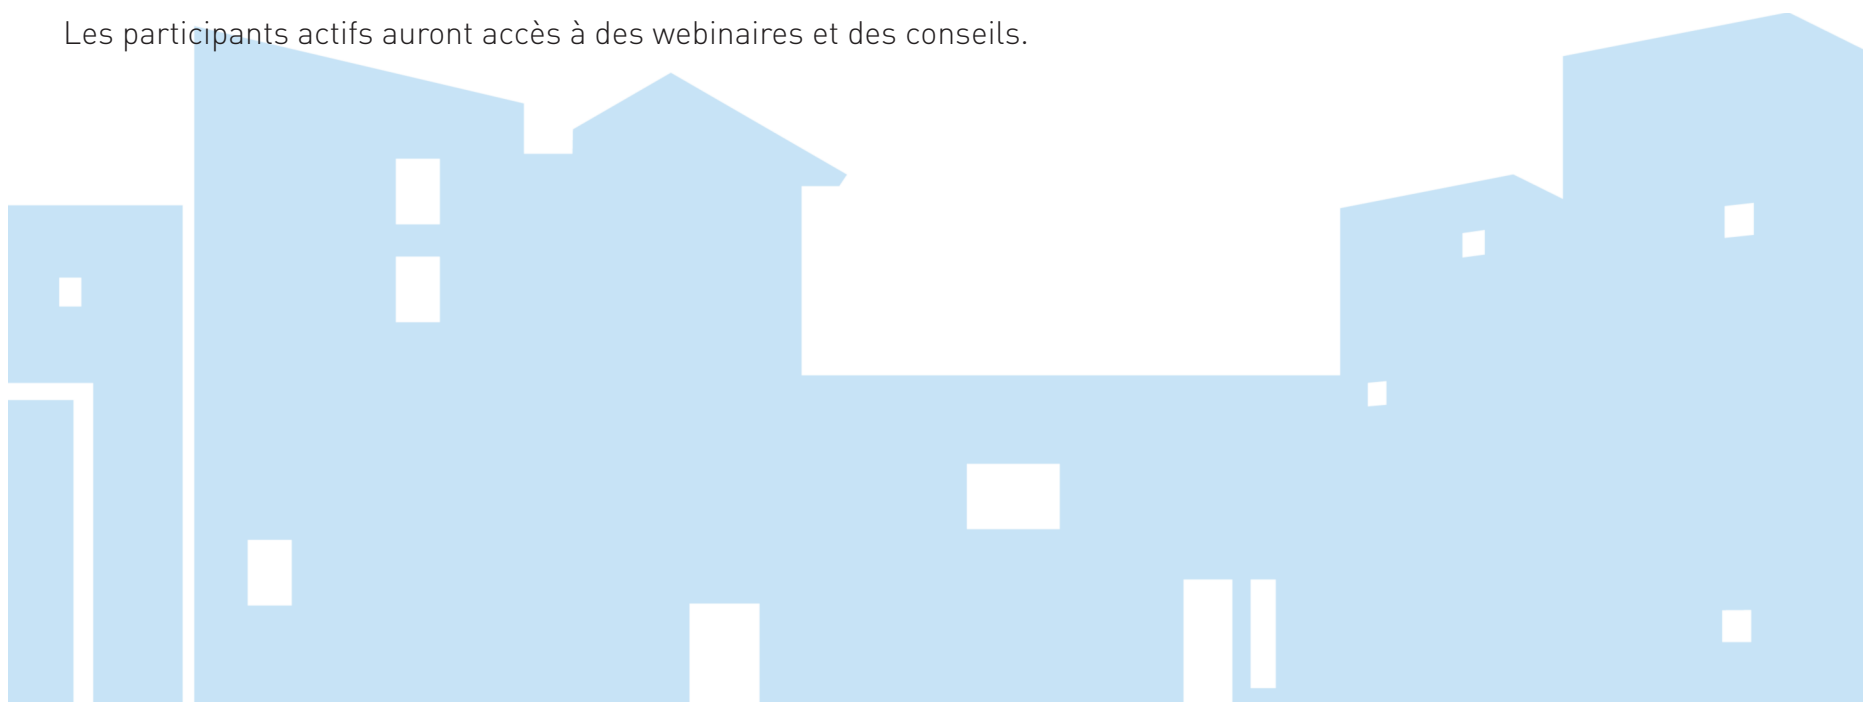 Les participants actifs auront accès à des webinaires et des conseils.